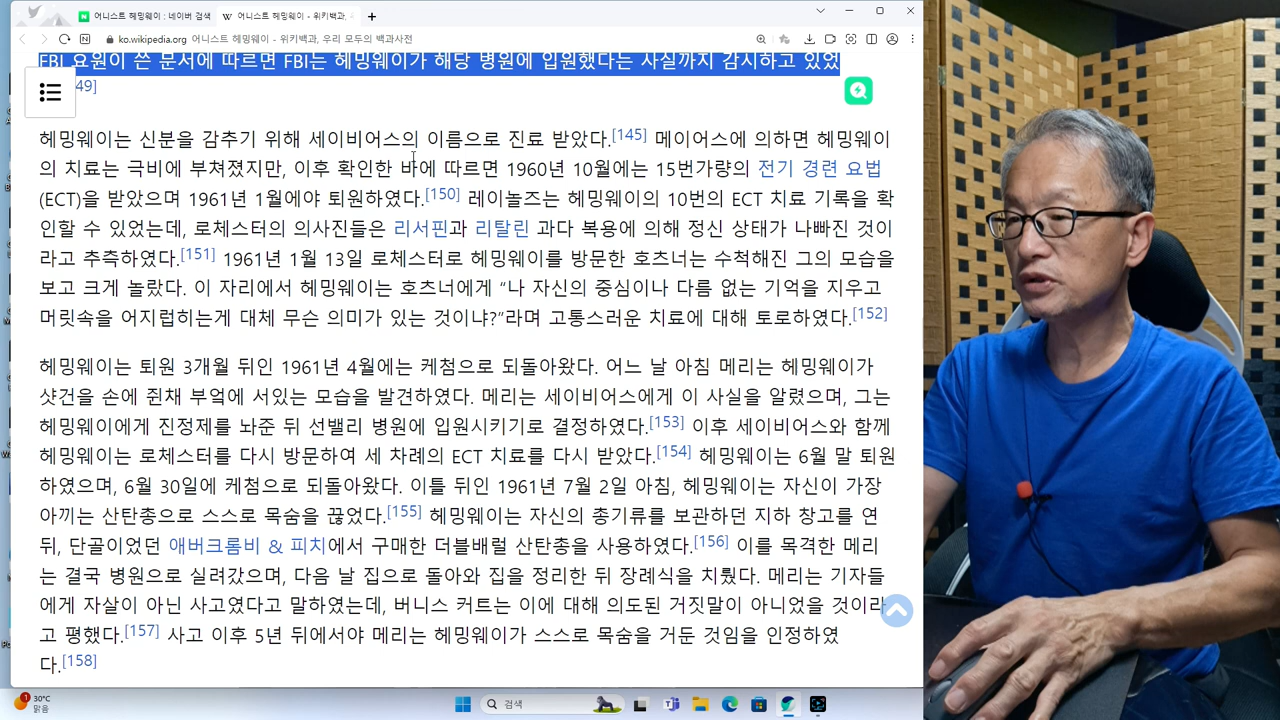 어니스트 헤밍웨이 : 네이버 검색
어니스트 헤밍웨이 - 위키백과,
ko.wikipedia.org 어니스트 헤밍웨이 - 위키백과, 우리 모두의 백과사전
FBI 요원이 쓴 문서에 따르면 FBI는 헤밍웨이가 해당 병원에 입원했다는 사실까지 감시하고 있었
49]
헤밍웨이는 신분을 감추기 위해 세이비어스의 이름으로 진료 받았다.[145] 메이어스에 의하면 헤밍웨이
의 치료는 극비에 부쳐졌지만, 이후 확인한 바에 따르면 1960년 10월에는 15번가량의 전기 경련 요법
(ECT)을 받았으며 1961년 1월에야 퇴원하였다.[150] 레이놀즈는 헤밍웨이의 10번의 ECT 치료 기록을 확
인할 수 있었는데, 로체스터의 의사진들은 리서핀과 리탈린 과다 복용에 의해 정신 상태가 나빠진 것이
라고 추측하였다.[151] 1961년 1월 13일 로체스터로 헤밍웨이를 방문한 호츠너는 수척해진 그의 모습을
보고 크게 놀랐다. 이 자리에서 헤밍웨이는 호츠너에게 “나 자신의 중심이나 다름 없는 기억을 지우고
머릿속을 어지럽히는게 대체 무슨 의미가 있는 것이냐?”라며 고통스러운 치료에 대해 토로하였다.[152]
헤밍웨이는 퇴원 3개월 뒤인 1961년 4월에는 케첨으로 되돌아왔다. 어느 날 아침 메리는 헤밍웨이가
샷건을 손에 쥔채 부엌에 서있는 모습을 발견하였다. 메리는 세이비어스에게 이 사실을 알렸으며, 그는
헤밍웨이에게 진정제를 놔준 뒤 선밸리 병원에 입원시키기로 결정하였다.[153] 이후 세이비어스와 함께
헤밍웨이는 로체스터를 다시 방문하여 세 차례의 ECT 치료를 다시 받았다.[154] 헤밍웨이는 6월 말 퇴원
하였으며, 6월 30일에 케첨으로 되돌아왔다. 이틀 뒤인 1961년 7월 2일 아침, 헤밍웨이는 자신이 가장
아끼는 산탄총으로 스스로 목숨을 끊었다.[155] 헤밍웨이는 자신의 총기류를 보관하던 지하 창고를 연
뒤, 단골이었던 애버크롬비 & 피치에서 구매한 더블배럴 산탄총을 사용하였다.[156] 이를 목격한 메리
는 결국 병원으로 실려갔으며, 다음 날 집으로 돌아와 집을 정리한 뒤 장례식을 치뤘다. 메리는 기자들
에게 자살이 아닌 사고였다고 말하였는데, 버니스 커트는 이에 대해 의도된 거짓말이 아니었을 것이라
고 평했다.[157] 사고 이후 5년 뒤에서야 메리는 헤밍웨이가 스스로 목숨을 거둔 것임을 인정하였
다.[158]
30°C
맑음
검색